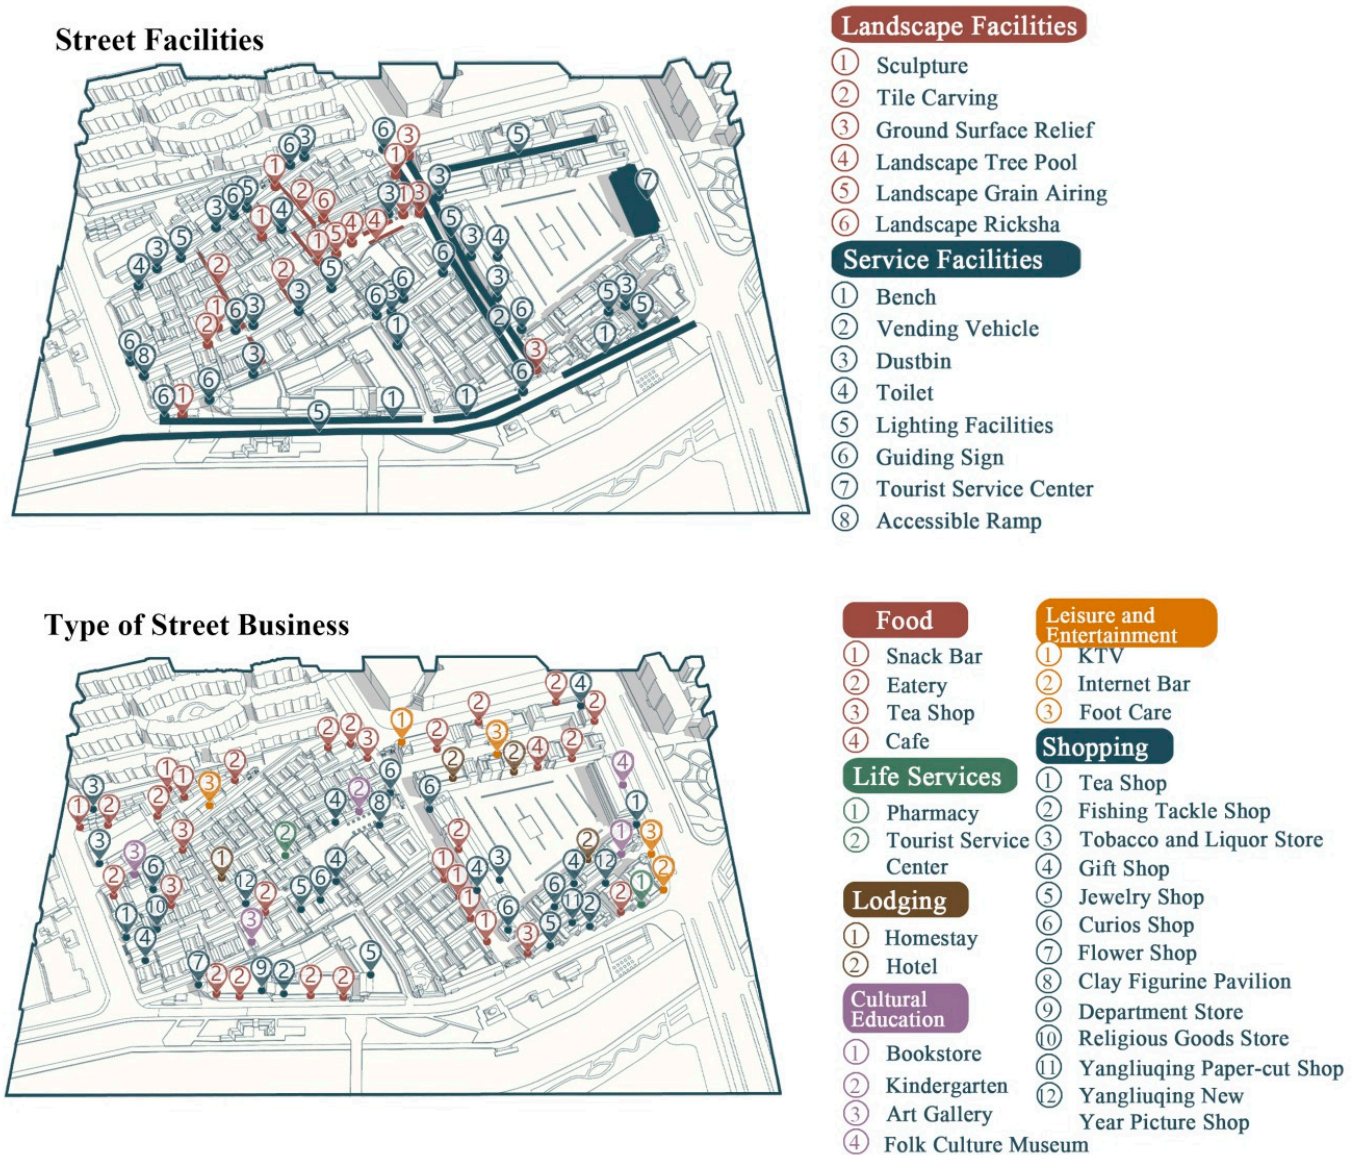 Street Facilities
Landscape Facilities
1 Sculpture
2 Tile Carving
3 Ground Surface Relief
4 Landscape Tree Pool
5 Landscape Grain Airing
6 Landscape Ricksha
Service Facilities
1 Bench
2 Vending Vehicle
3 Dustbin
4 Toilet
5 Lighting Facilities
6 Guiding Sign
7 Tourist Service Center
8 Accessible Ramp
Type of Street Business
Food
1 Snack Bar
2 Eatery
3 Tea Shop
4 Cafe
Life Services
1 Pharmacy
2 Tourist Service
Center
Lodging
1 Homestay
2 Hotel
Cultural
Education
1 Bookstore
2 Kindergarten
3 Art Gallery
4 Folk Culture Museum
Leisure and
Entertainment
1 KTV
2 Internet Bar
3 Foot Care
Shopping
1 Tea Shop
2 Fishing Tackle Shop
3 Tobacco and Liquor Store
4 Gift Shop
5 Jewelry Shop
6 Curios Shop
7 Flower Shop
8 Clay Figurine Pavilion
9 Department Store
10 Religious Goods Store
11 Yangliuqing Paper-cut Shop
12 Yangliuqing New
Year Picture Shop